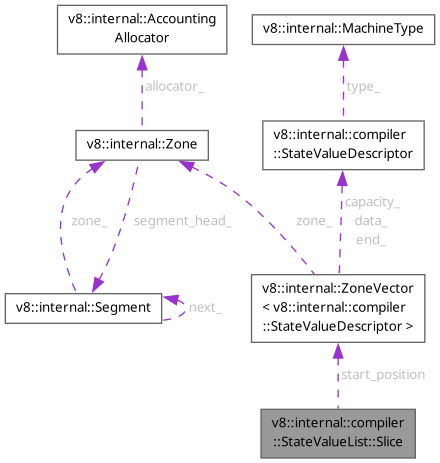 v8::internal::Accounting
Allocator
v8::internal::MachineType
allocator_
type_
v8::internal::Zone
v8::internal::compiler
::StateValueDescriptor
zone_
segment_head_
zone_
capacity_
data_
end_
v8::internal::Segment
next_
v8::internal::ZoneVector
< v8::internal::compiler
::StateValueDescriptor >
start_position
v8::internal::compiler
::StateValueList::Slice